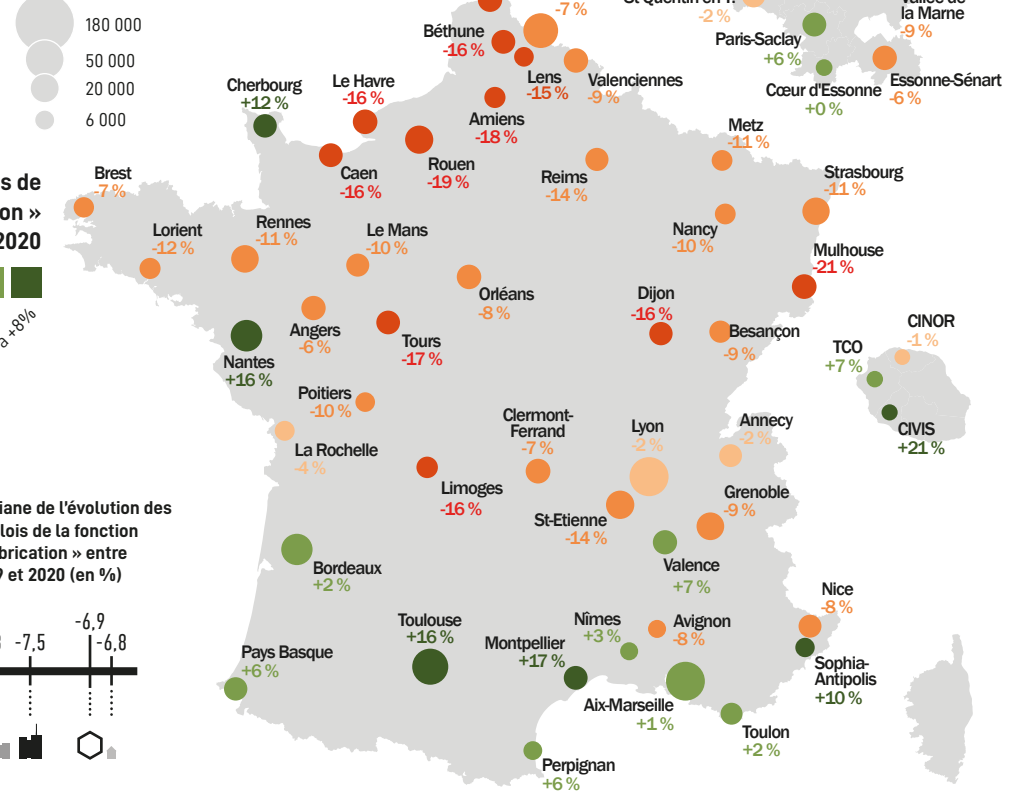 180 000
50 000
20 000
6 000
s de
on »
2020
à +8%
iane de l'évolution des
lois de la fonction
brication » entre
9 et 2020 (en %)
-7,5
-6,9
-6,8
-7 %
Béthune
-16 %
Lens
-15 %
Valenciennes
-9 %
-2 %
Paris-Saclay
+6 %
la Marne
-9 %
Cœur d'Essonne
+0 %
Essonne-Sénart
-6 %
Cherbourg
+12 %
Le Havre
-16 %
Amiens
-18 %
Caen
-16 %
Rouen
-19 %
Reims
-14 %
Metz
-11 %
Strasbourg
-11 %
Brest
-7 %
Lorient
-12 %
Rennes
-11 %
Le Mans
-10 %
Nancy
-10 %
Mulhouse
-21 %
Orléans
-8 %
Dijon
-16 %
Besançon
-9 %
Angers
-6 %
Tours
-17 %
Nantes
+16 %
Poitiers
-10 %
CINOR
-1 %
TCO
+7 %
CIVIS
+21 %
La Rochelle
-4 %
Clermont-
Ferrand
-7 %
Lyon
-2 %
Annecy
-2 %
Limoges
-16 %
St-Etienne
-14 %
Grenoble
-9 %
Valence
+7 %
Bordeaux
+2 %
Toulouse
+16 %
Montpellier
+17 %
Nîmes
+3 %
Avignon
-8 %
Nice
-8 %
Sophia-
Antipolis
+10 %
Pays Basque
+6 %
Aix-Marseille
+1 %
Toulon
+2 %
Perpignan
+6 %